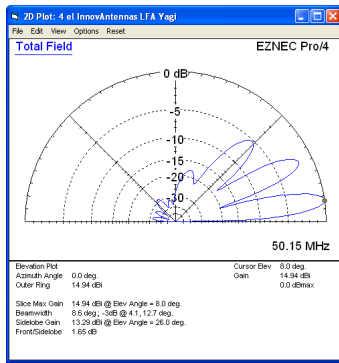 2D Plot: 4 el InnovAntennas LFA Yagi
File Edit View Options Reset
Total Field EZNEC Pro/4
0 dB
-5
-10
-15
-20
-30
50.15 MHz
Elevation Plot Cursor Elev 8.0 deg.
Azimuth Angle 0.0 deg. Gain 14.94 dBi
Outer Ring 14.94 dBi 0.0 dBmax
Slice Max Gain 14.94 dBi @ Elev Angle = 8.0 deg.
Beamwidth 8.6 deg.; -3dB @ 4.1, 12.7 deg.
Sidelobe Gain 13.29 dBi @ Elev Angle = 26.0 deg.
Front/Sidelobe 1.65 dB